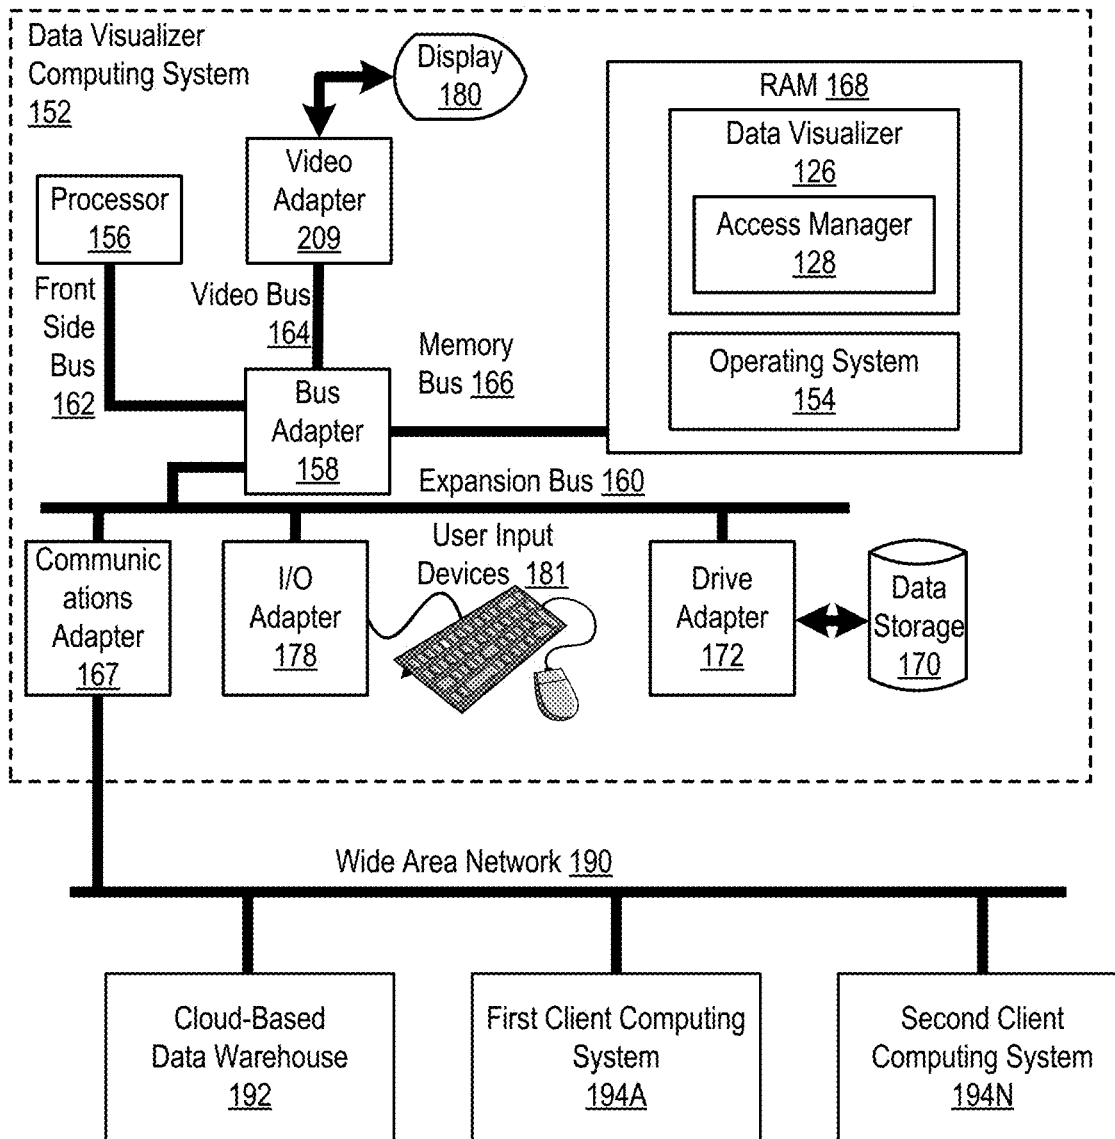 Data Visualizer
Computing System
152
Display
180
Video
Adapter
209
Processor
156
RAM 168
Data Visualizer
126
Access Manager
128
Operating System
154
Front
Side
Bus
162
Video Bus
164
Memory
Bus 166
Bus
Adapter
158
Expansion Bus 160
Communic
ations
Adapter
167
I/O
Adapter
178
User Input
Devices 181
Drive
Adapter
172
Data
Storage
170
Wide Area Network 190
Cloud-Based
Data Warehouse
192
First Client Computing
System
194A
Second Client
Computing System
194N